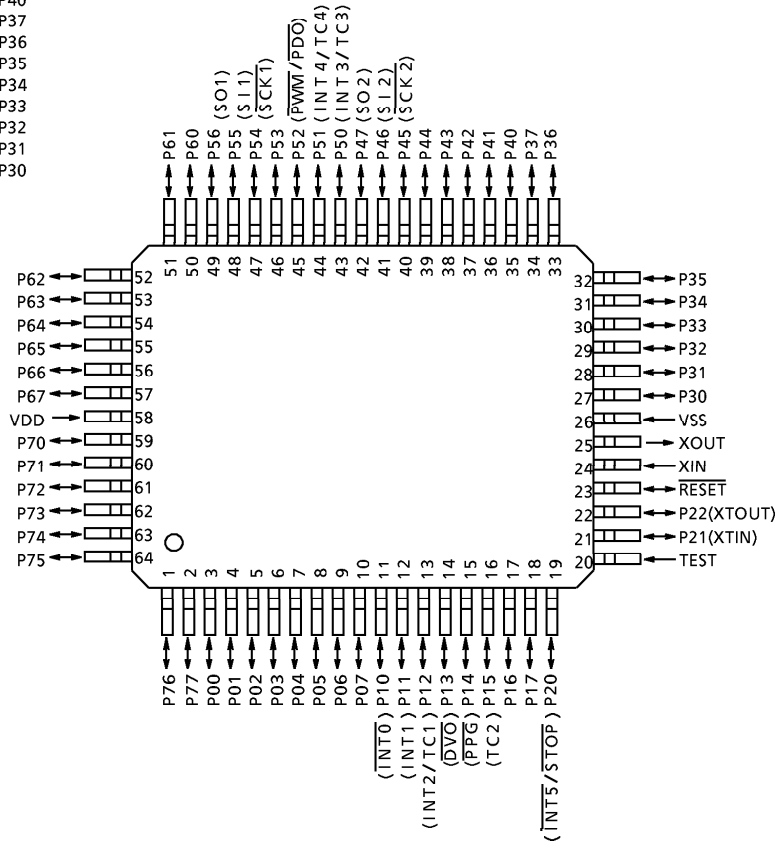 P40
P37
P36
P35
P34
P33
P32
P31
P30
P61
P60
P56 (SO1)
P55 (SI1)
P54 (SCK1)
P53
P52 (PWM/PDO)
P51 (INT4/TC4)
P50 (INT3/TC3)
P47 (SO2)
P46 (SI2)
P45 (SCK2)
P44
P43
P42
P41
P40
P37
P36
51 50 49 48 47 46 45 44 43 42 41 40 39 38 37 36 35 34 33
P62 52
P63 53
P64 54
P65 55
P66 56
P67 57
VDD 58
P70 59
P71 60
P72 61
P73 62
P74 63
P75 64
32 P35
31 P34
30 P33
29 P32
28 P31
27 P30
26 VSS
25 XOUT
24 XIN
23 RESET
22 P22(XTOUT)
21 P21(XTIN)
20 TEST
1 2 3 4 5 6 7 8 9 10 11 12 13 14 15 16 17 18 19
P76
P77
P00
P01
P02
P03
P04
P05
P06
P07
(INT0) P10
(INT1) P11
(INT2/TC1) P12
(DVO) P13
(PPG) P14
(TC2) P15
P16
P17
(INT5/STOP) P20